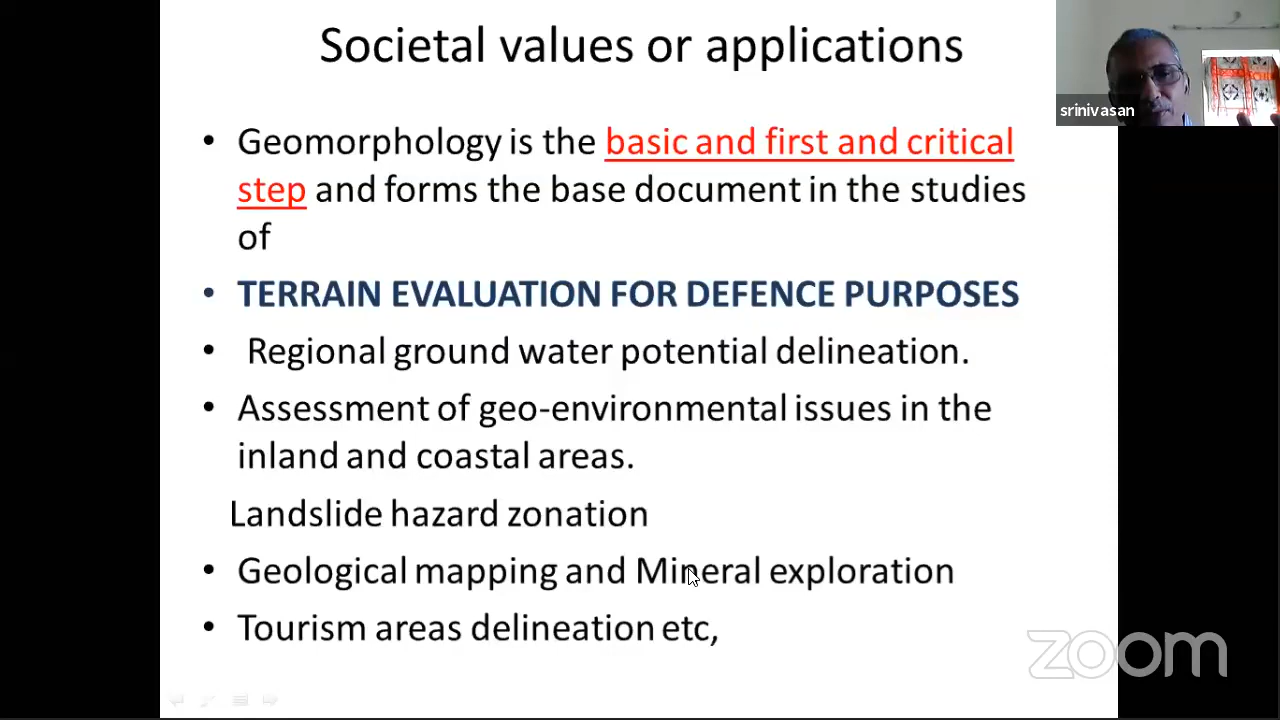 Societal values or applications
srinivasan
• Geomorphology is the basic and first and critical
step and forms the base document in the studies
of
• TERRAIN EVALUATION FOR DEFENCE PURPOSES
• Regional ground water potential delineation.
• Assessment of geo-environmental issues in the
inland and coastal areas.
Landslide hazard zonation
• Geological mapping and Mineral exploration
• Tourism areas delineation etc,
zoom